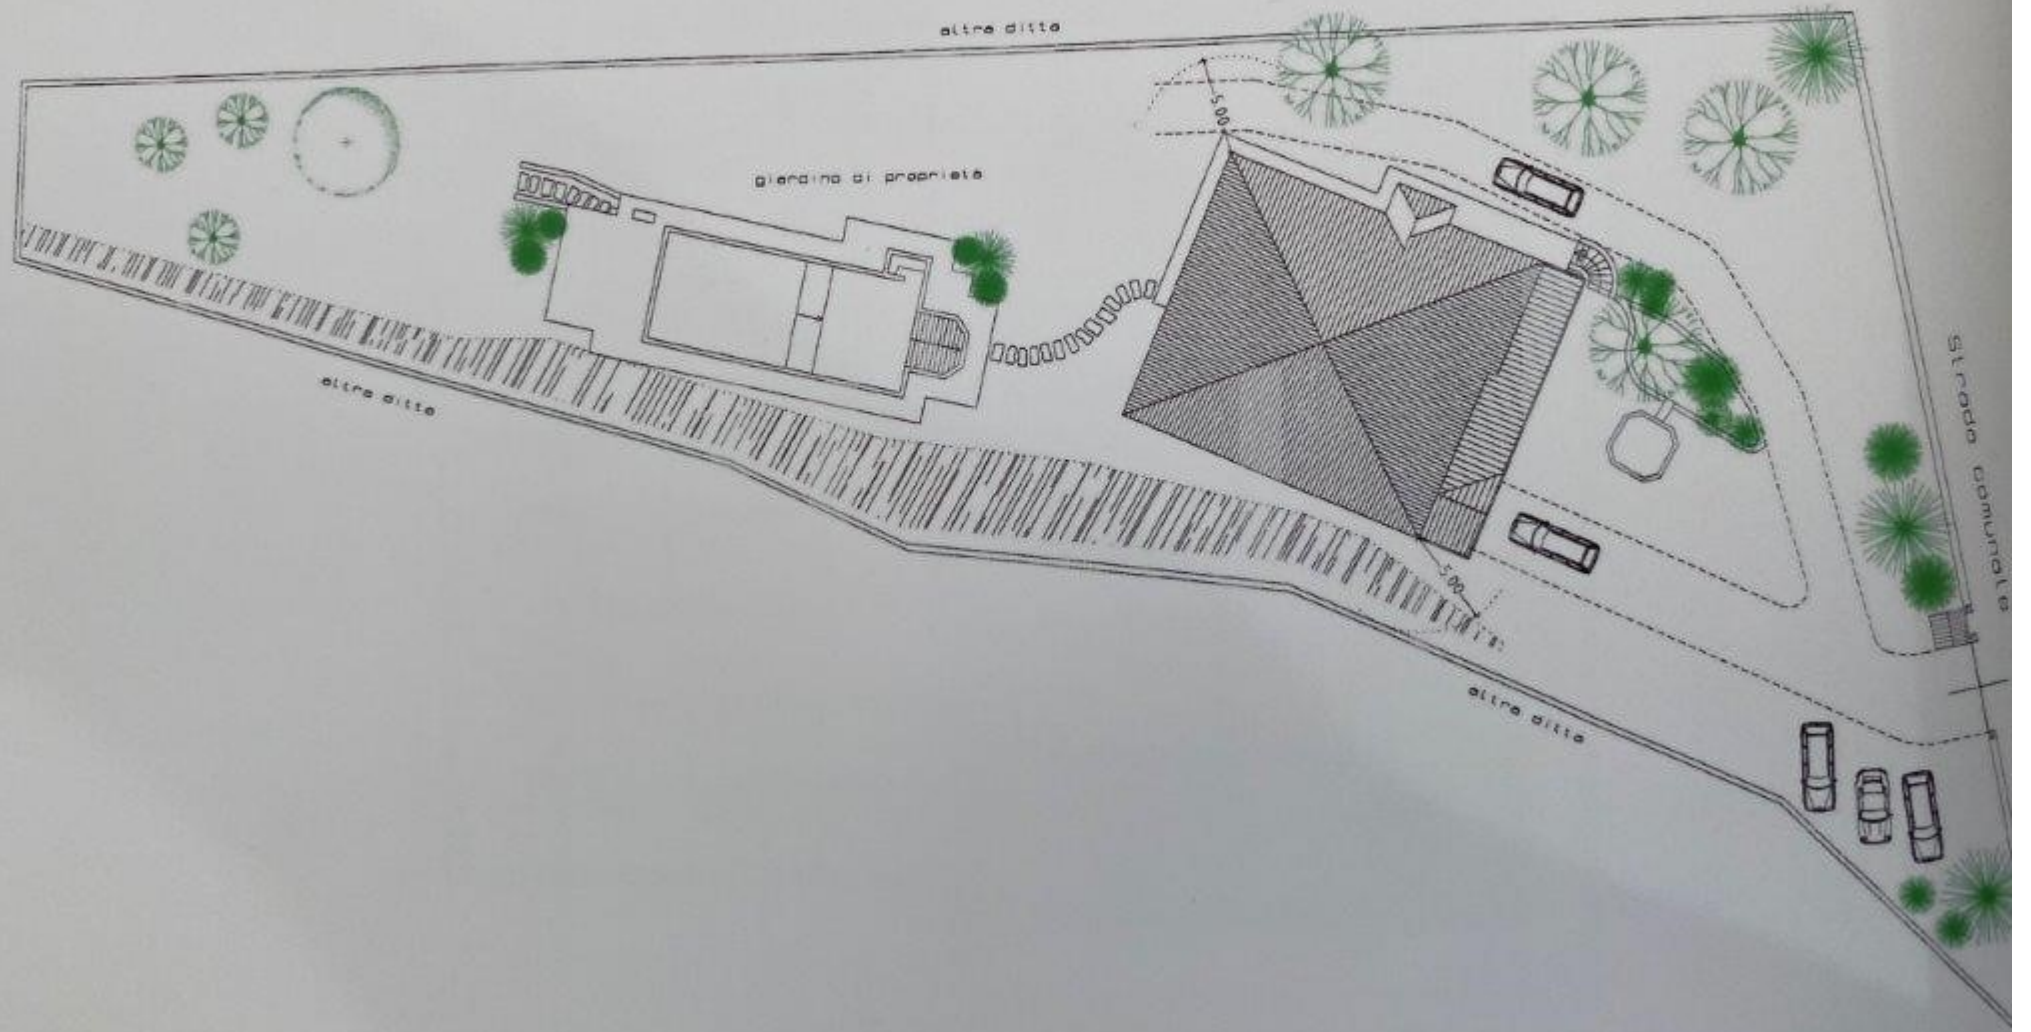 altra ditta
5.00
giardino di proprietà
Strada comunale
altra ditta
5.00
altra ditta